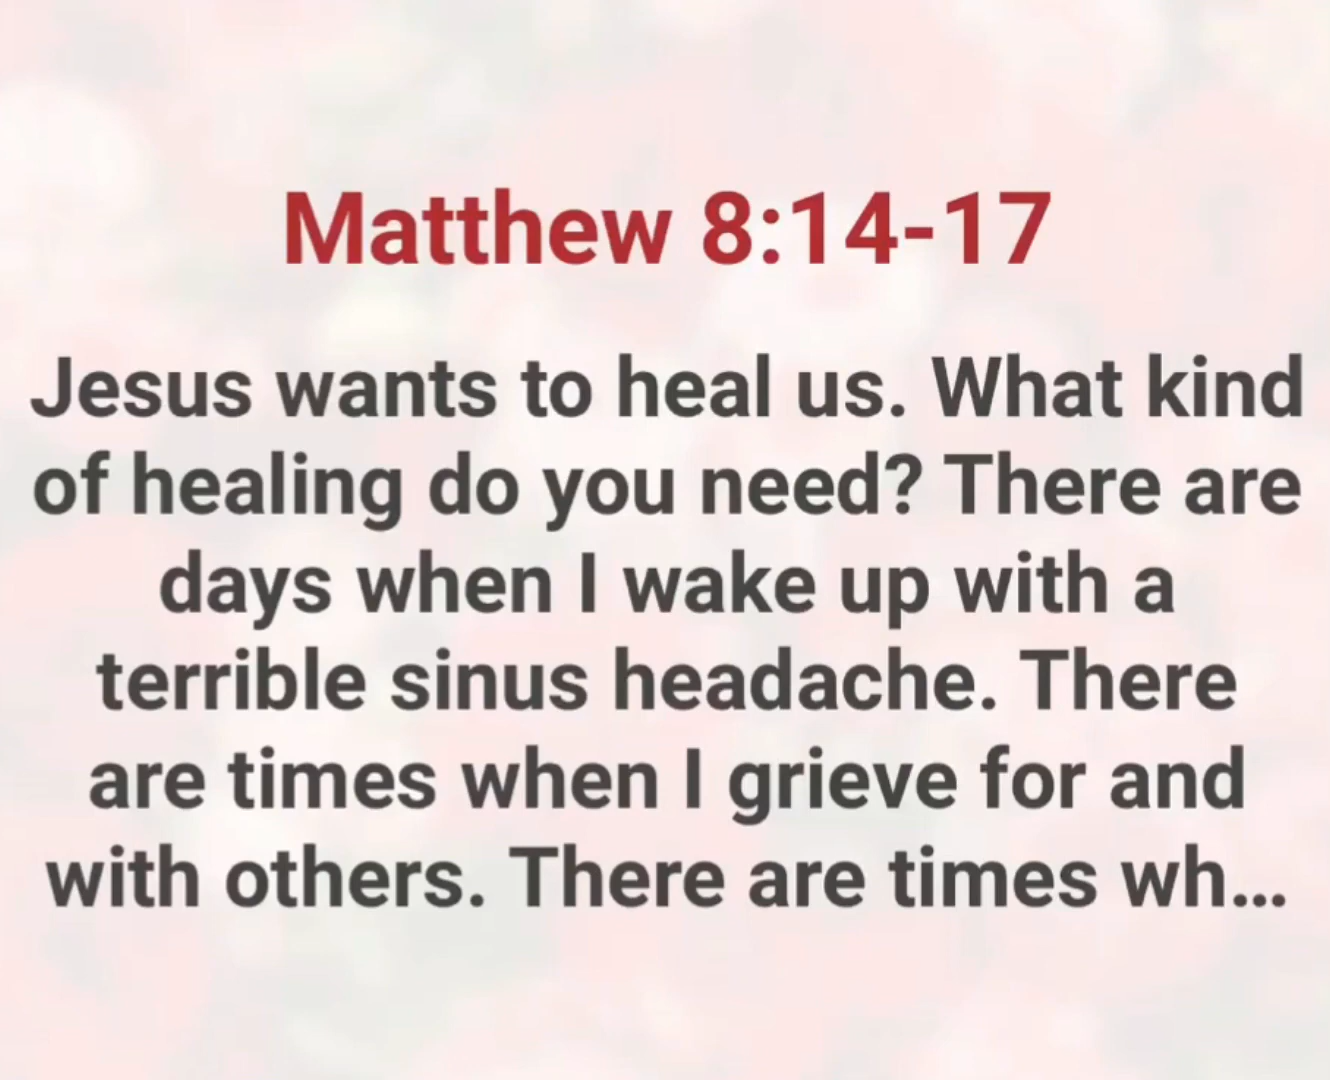 Matthew 8:14-17
Jesus wants to heal us. What kind
of healing do you need? There are
days when I wake up with a
terrible sinus headache. There
are times when I grieve for and
with others. There are times wh...